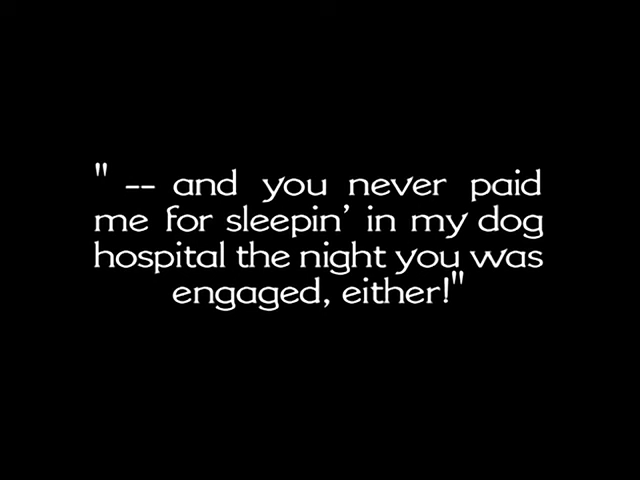 " -- and you never paid
me for sleepin' in my dog
hospital the night you was
engaged, either!"